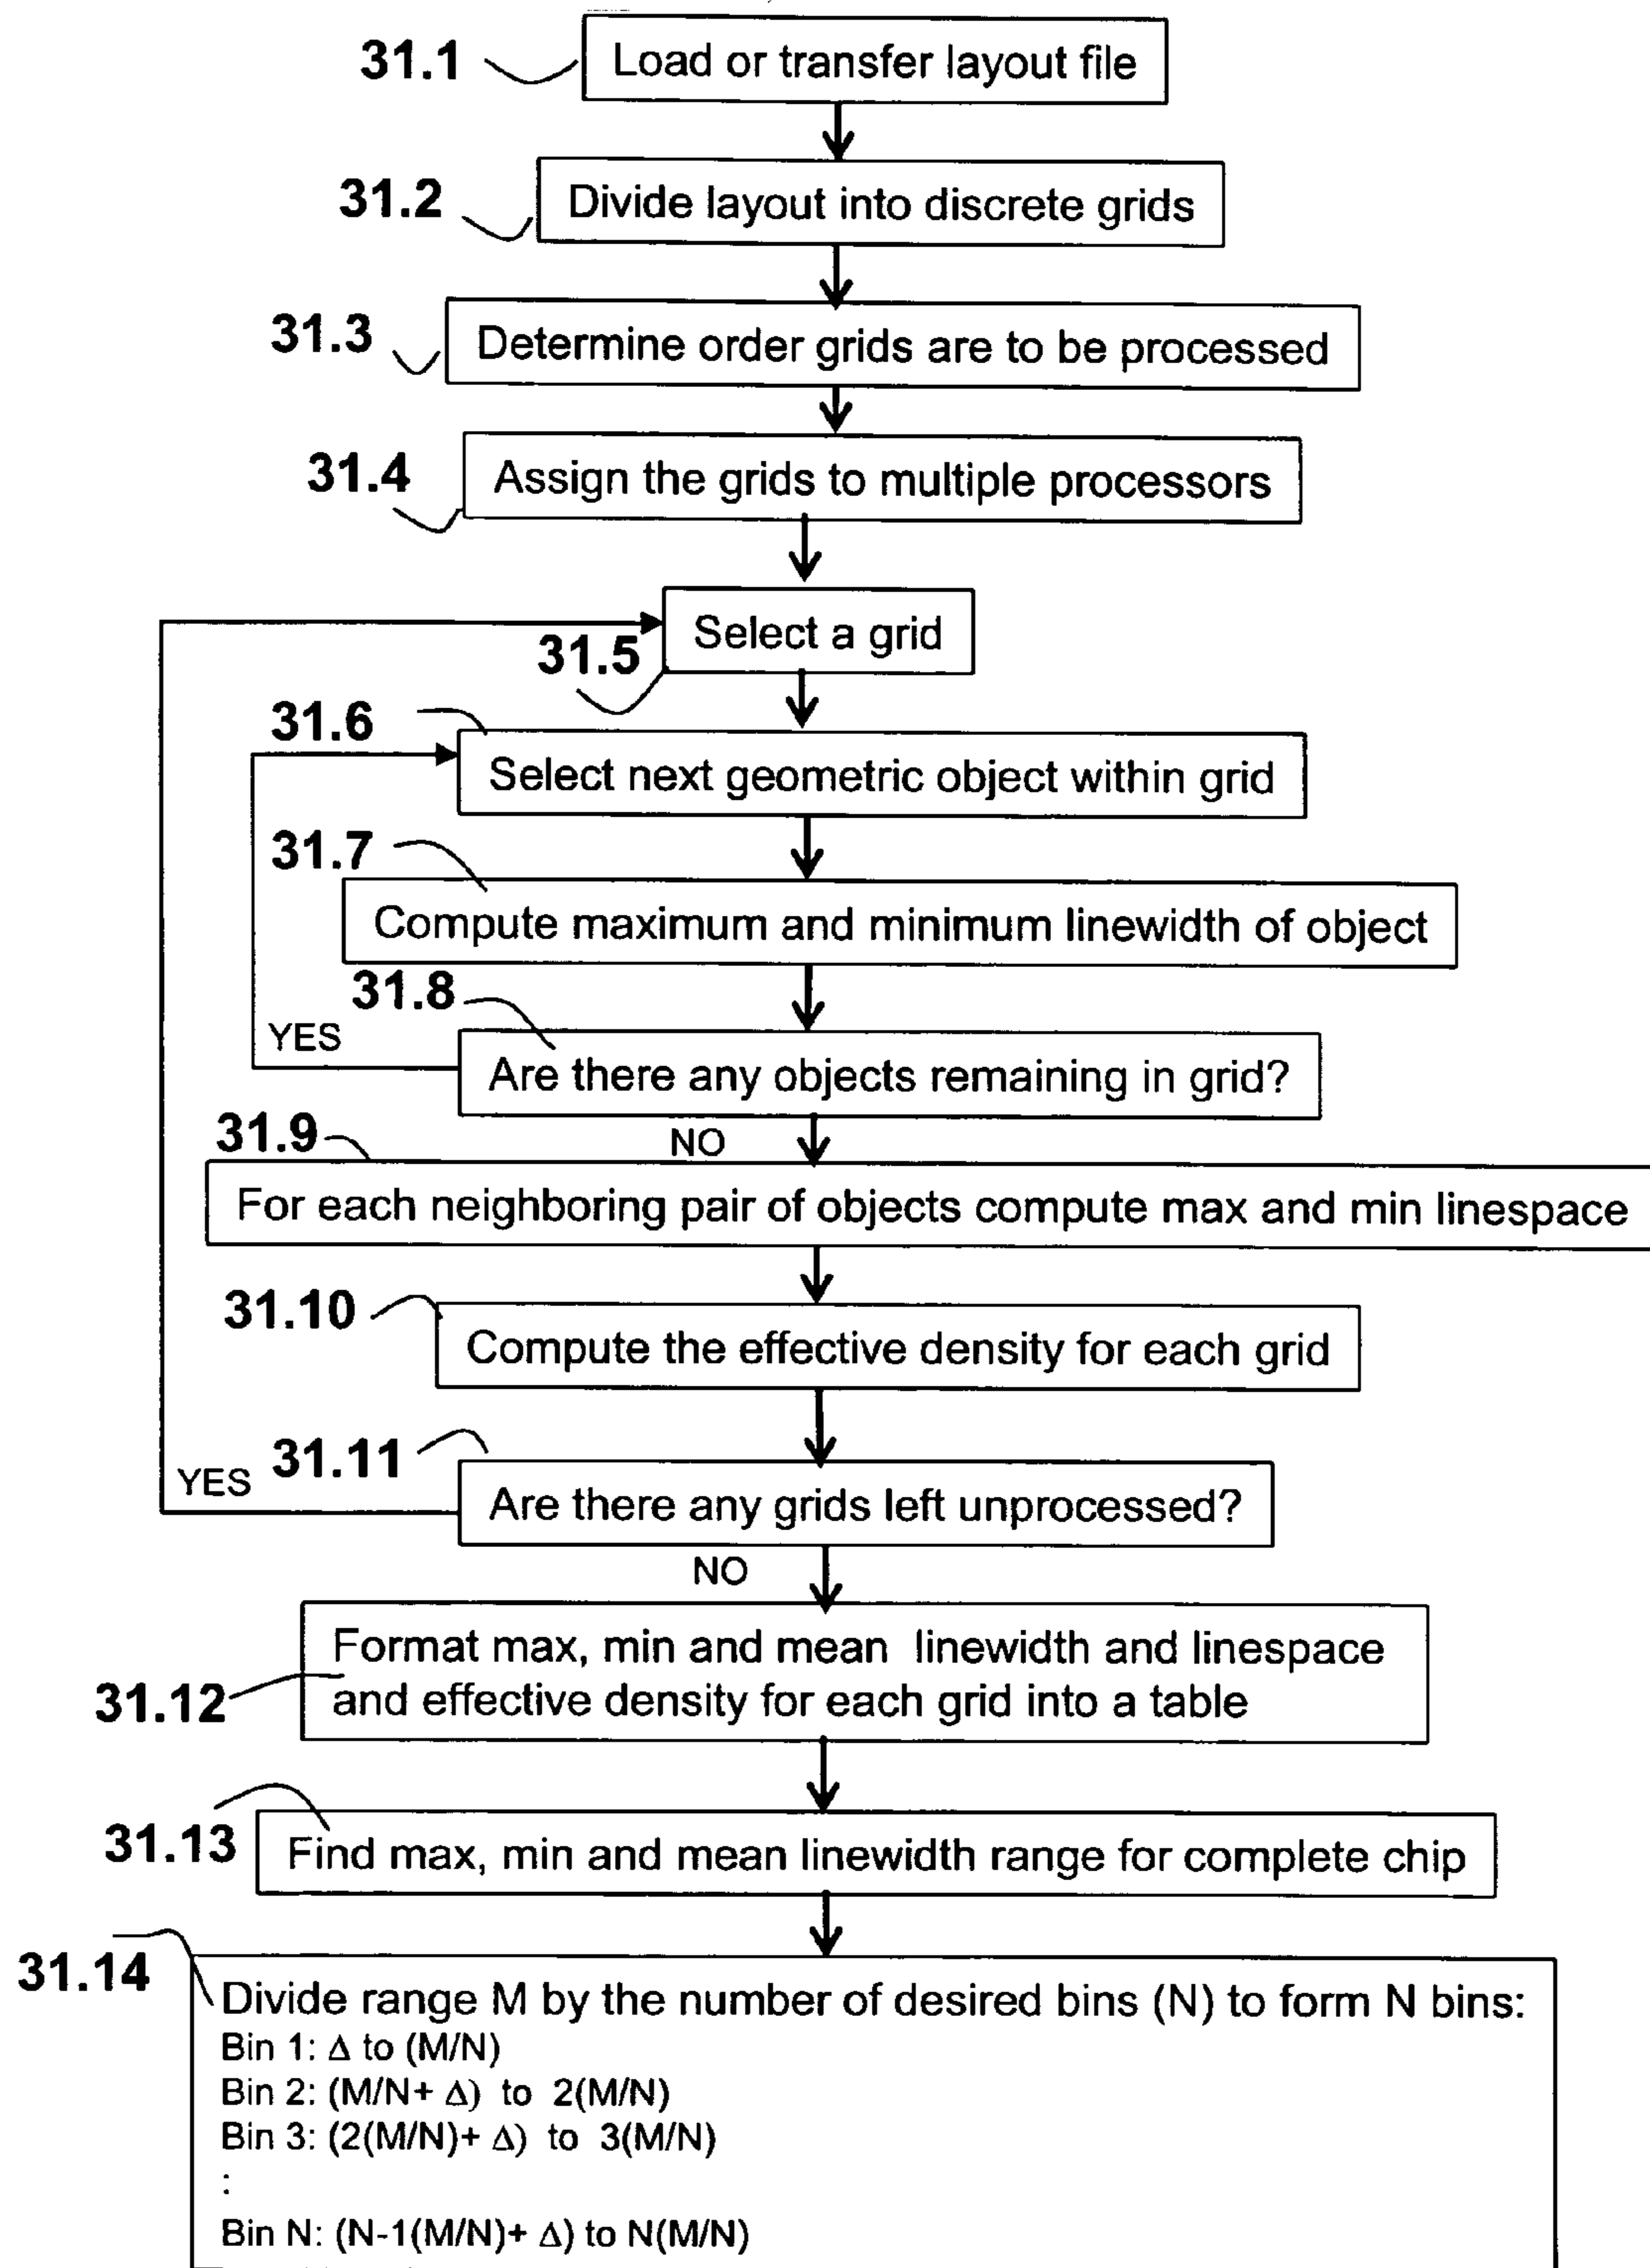 31.1 Load or transfer layout file
31.2 Divide layout into discrete grids
31.3 Determine order grids are to be processed
31.4 Assign the grids to multiple processors
Select a grid
31.5
31.6
Select next geometric object within grid
31.7
Compute maximum and minimum linewidth of object
31.8
YES
Are there any objects remaining in grid?
NO
31.9
For each neighboring pair of objects compute max and min linespace
31.10
Compute the effective density for each grid
31.11
YES
Are there any grids left unprocessed?
NO
Format max, min and mean linewidth and linespace
and effective density for each grid into a table
31.12
31.13
Find max, min and mean linewidth range for complete chip
31.14
Divide range M by the number of desired bins (N) to form N bins:
Bin 1: Δ to (M/N)
Bin 2: (M/N+ Δ) to 2(M/N)
Bin 3: (2(M/N)+ Δ) to 3(M/N)
:
Bin N: (N-1(M/N)+ Δ) to N(M/N)